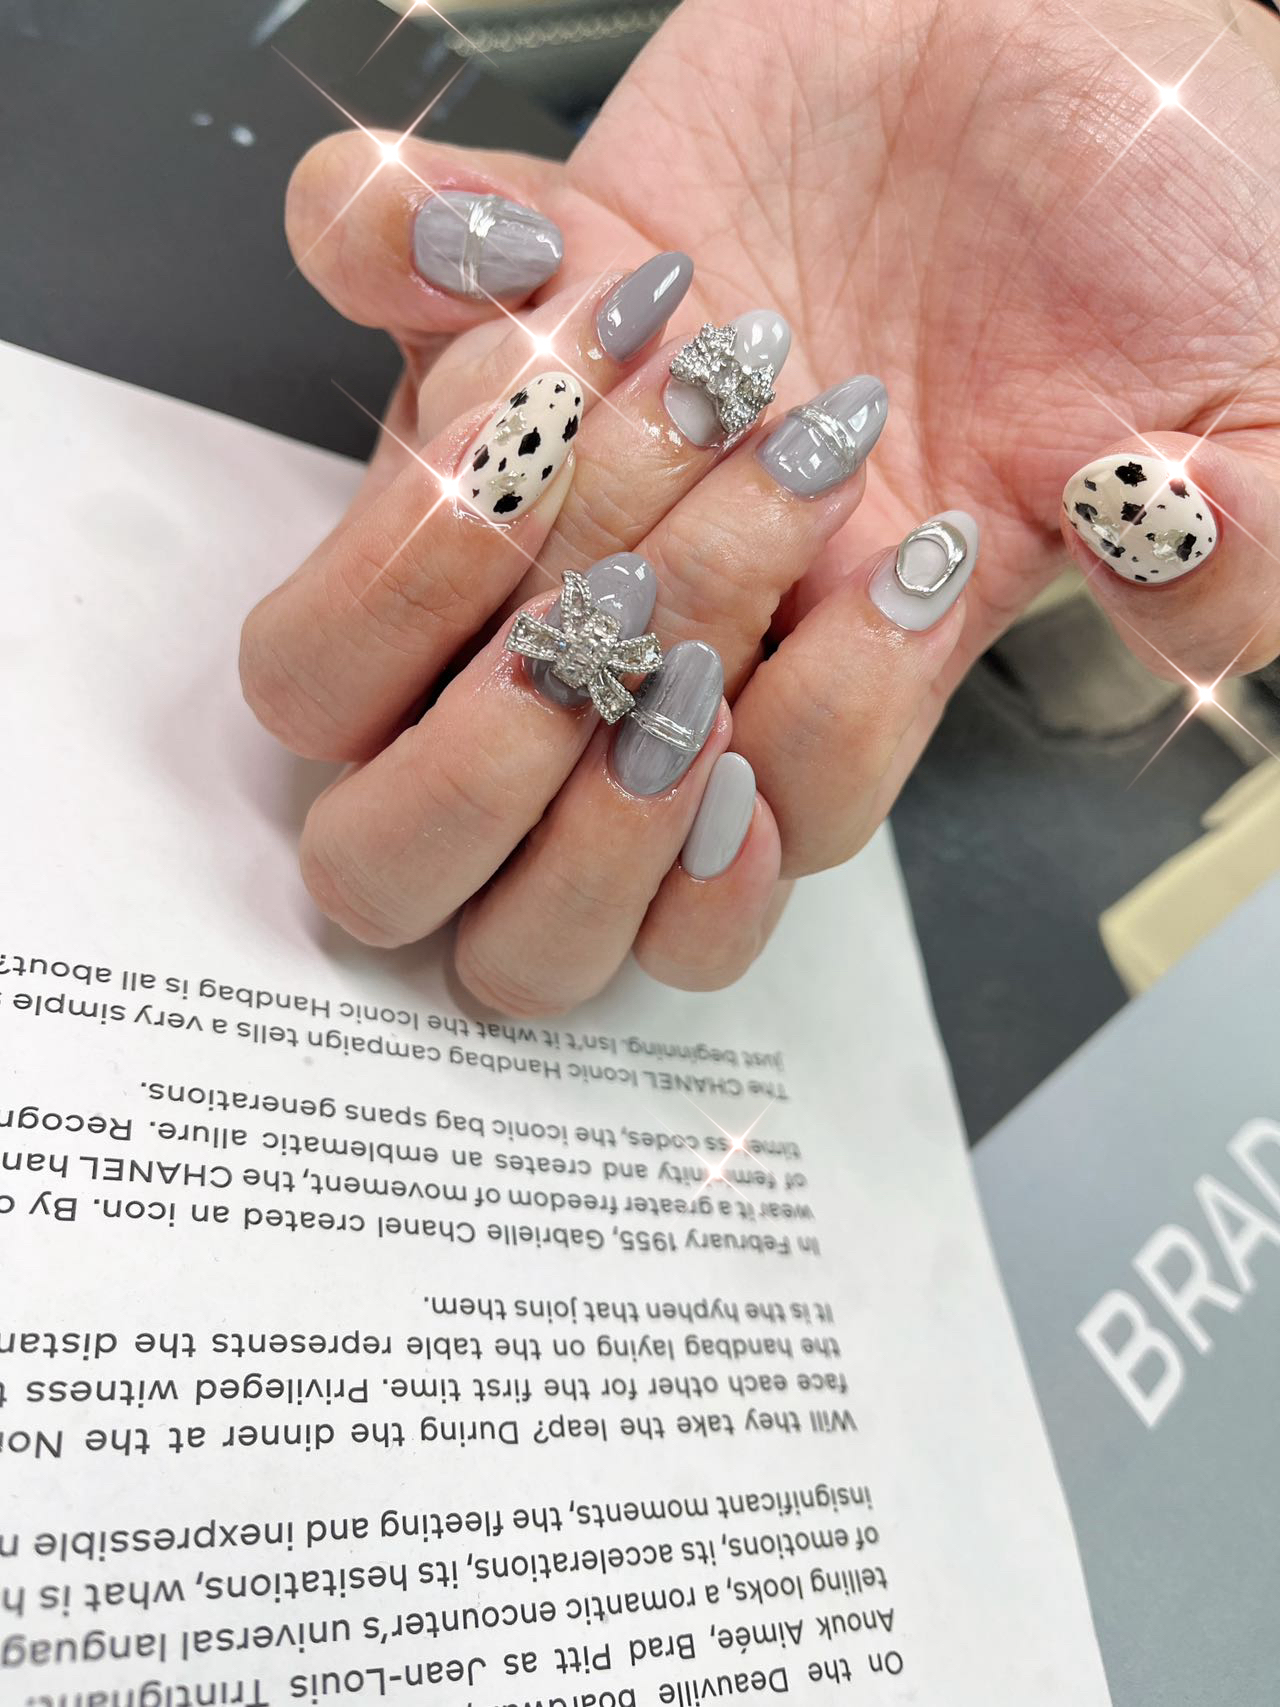 On the Deauville
Anouk Aimée, Brad Pitt as Jean-Louis Trintignant.
telling looks, a romantic encounter's universal
of emotions, its accelerations, its hesitations, what is
insignificant moments, the fleeting and inexpressible
Will they take the leap? During the dinner at the
face each other for the first time. Privileged witness
the handbag laying on the table represents the
It is the hyphen that joins them.
In February 1955, Gabrielle Chanel created an icon. By
wear it a greater freedom of movement, the CHANEL
of femininity and creates an emblematic allure.
timeless codes, the iconic bag spans generations.
The CHANEL Iconic Handbag campaign tells a very simple
just beginning. Isn't it what the Iconic Handbag is all about?
BRAD